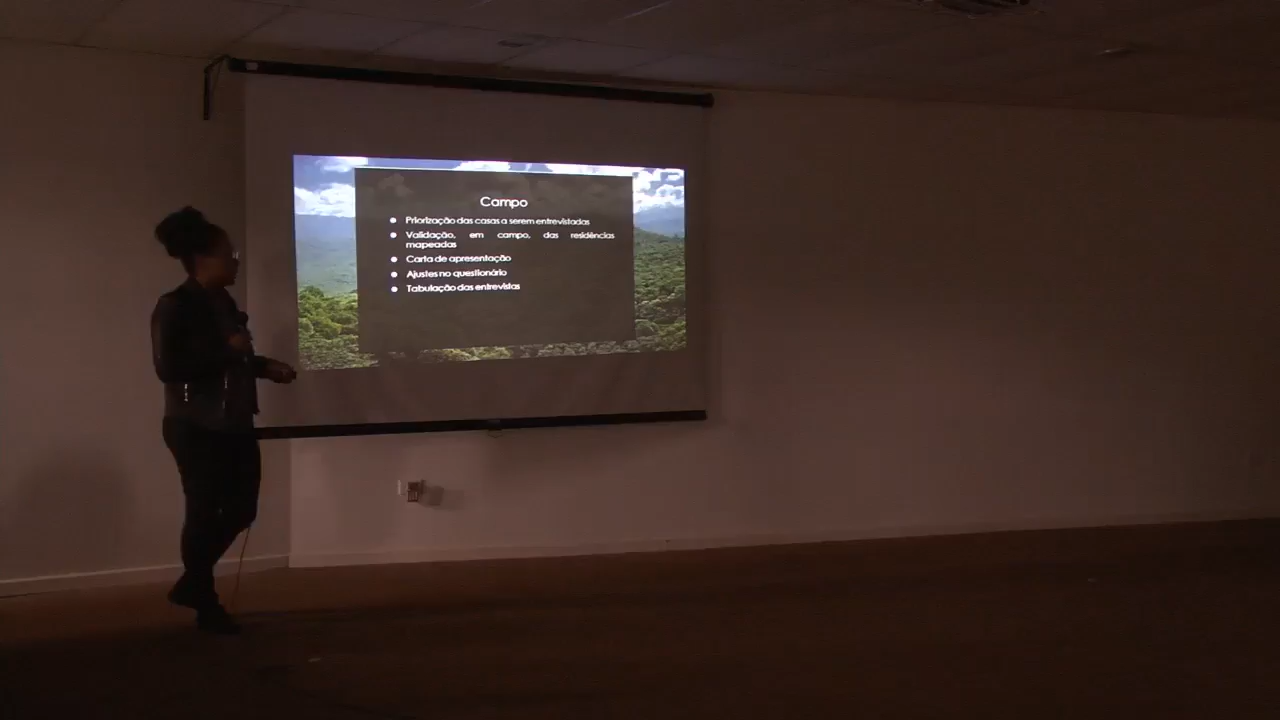 Campo
● Priorização das casas a serem entrevistadas
● Validação, em campo, das residências
mapeadas
● Carta de apresentação
● Ajustes no questionário
● Tabulação das entrevistas